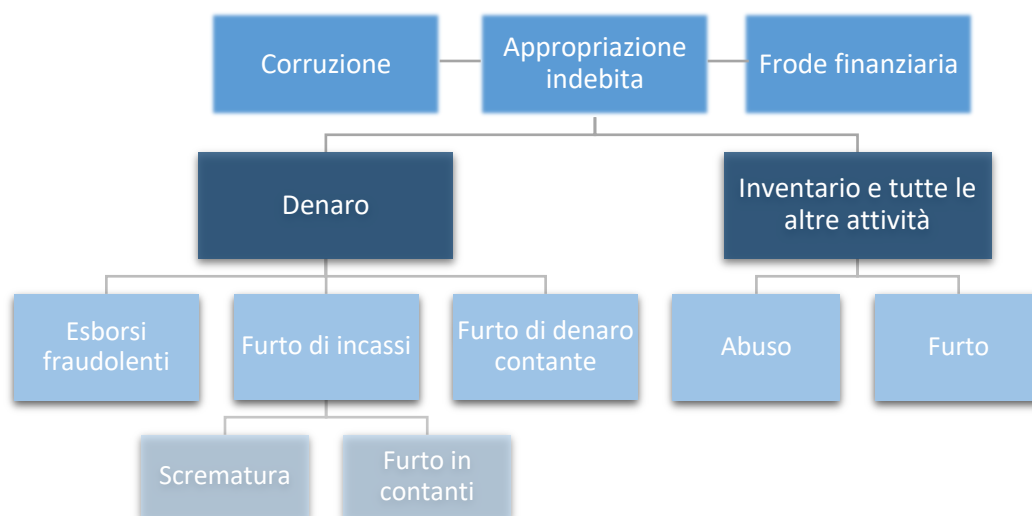 Corruzione
Appropriazione
indebita
Frode finanziaria
Denaro
Inventario e tutte le
altre attività
Esborsi
fraudolenti
Furto di incassi
Furto di denaro
contante
Abuso
Furto
Scrematura
Furto in
contanti